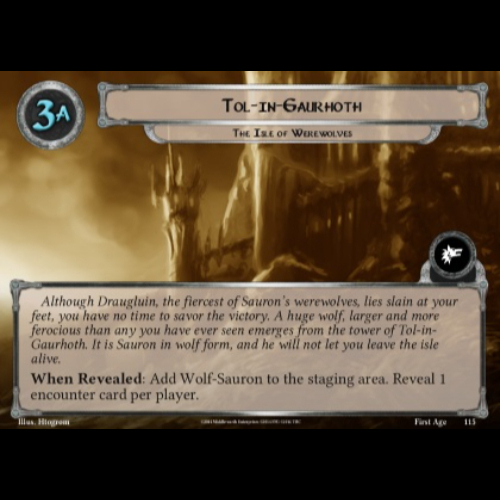 3A
Tol-in-Gaurhoth
The Isle of Werewolves
Although Draugluin, the fiercest of Sauron's werewolves, lies slain at your
feet, you have no time to savor the victory. A huge wolf, larger and more
ferocious than any you have ever seen emerges from the tower of Tol-in-
Gaurhoth. It is Sauron in wolf form, and he will not let you leave the isle
alive.
When Revealed: Add Wolf-Sauron to the staging area. Reveal 1
encounter card per player.
Illus. Hingrom
First Age 115